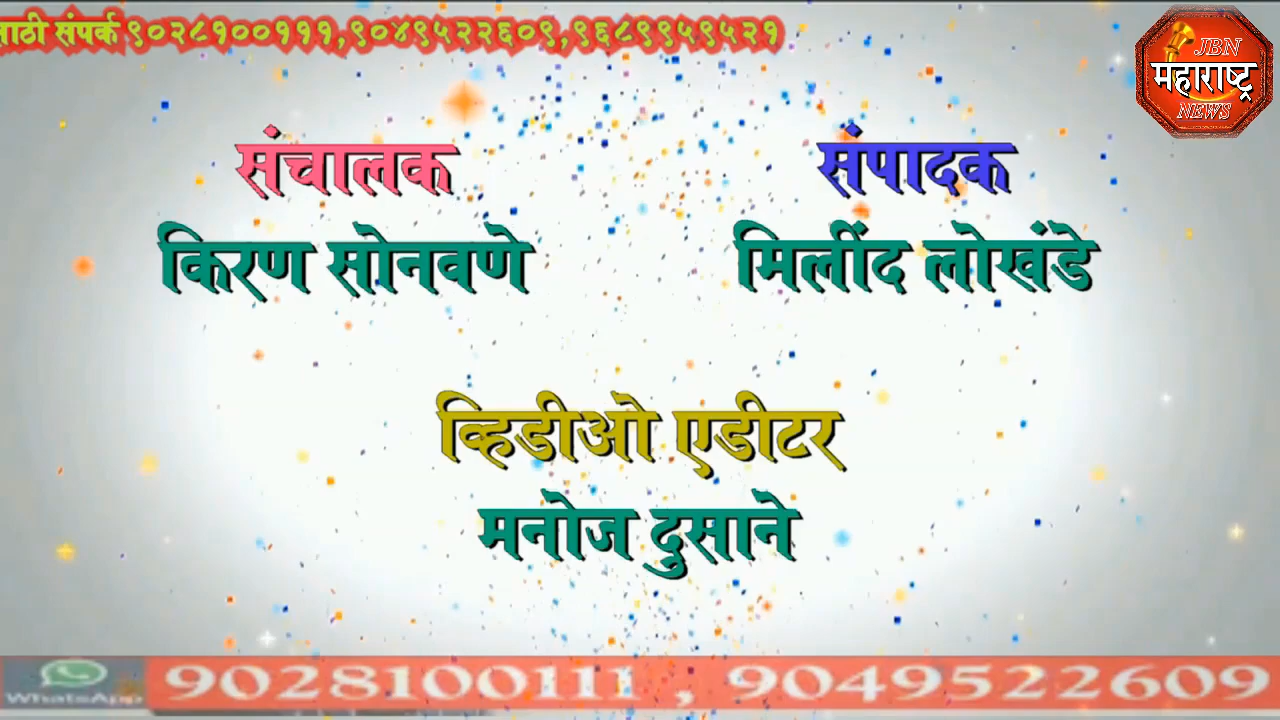 साठी संपर्क ९०२८१००१११,९०४९५२२६०९,९६८९९५९५२१
JBN
महाराष्ट्र
NEWS
संचालक
किरण सोनवणे
संपादक
मिलींद लोखंडे
व्हिडीओ एडीटर
मनोज दुसाने
WhatsApp 9028100111 , 9049522609